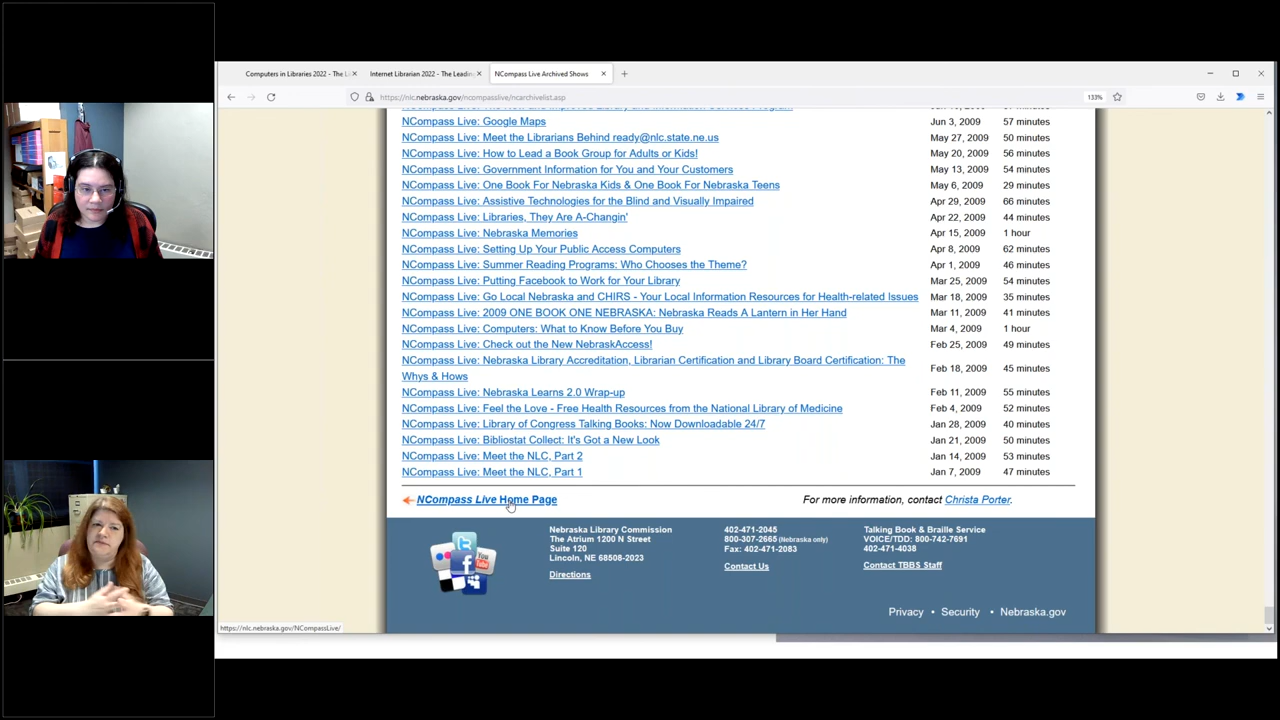 Computers in Libraries 2022 - The Li
Internet Librarian 2022 - The Leading
NCompass Live Archived Shows
https://nlc.nebraska.gov/ncompasslive/ncarchivelist.asp
133%
NCompass Live: Google Maps Jun 3, 2009 57 minutes
NCompass Live: Meet the Librarians Behind ready@nlc.state.ne.us May 27, 2009 50 minutes
NCompass Live: How to Lead a Book Group for Adults or Kids! May 20, 2009 56 minutes
NCompass Live: Government Information for You and Your Customers May 13, 2009 54 minutes
NCompass Live: One Book For Nebraska Kids & One Book For Nebraska Teens May 6, 2009 29 minutes
NCompass Live: Assistive Technologies for the Blind and Visually Impaired Apr 29, 2009 66 minutes
NCompass Live: Libraries, They Are A-Changin' Apr 22, 2009 44 minutes
NCompass Live: Nebraska Memories Apr 15, 2009 1 hour
NCompass Live: Setting Up Your Public Access Computers Apr 8, 2009 62 minutes
NCompass Live: Summer Reading Programs: Who Chooses the Theme? Apr 1, 2009 46 minutes
NCompass Live: Putting Facebook to Work for Your Library Mar 25, 2009 54 minutes
NCompass Live: Go Local Nebraska and CHIRS - Your Local Information Resources for Health-related Issues Mar 18, 2009 35 minutes
NCompass Live: 2009 ONE BOOK ONE NEBRASKA: Nebraska Reads A Lantern in Her Hand Mar 11, 2009 41 minutes
NCompass Live: Computers: What to Know Before You Buy Mar 4, 2009 1 hour
NCompass Live: Check out the New NebraskAccess! Feb 25, 2009 49 minutes
NCompass Live: Nebraska Library Accreditation, Librarian Certification and Library Board Certification: The
Whys & Hows Feb 18, 2009 45 minutes
NCompass Live: Nebraska Learns 2.0 Wrap-up Feb 11, 2009 55 minutes
NCompass Live: Feel the Love - Free Health Resources from the National Library of Medicine Feb 4, 2009 52 minutes
NCompass Live: Library of Congress Talking Books: Now Downloadable 24/7 Jan 28, 2009 40 minutes
NCompass Live: Bibliostat Collect: It's Got a New Look Jan 21, 2009 50 minutes
NCompass Live: Meet the NLC, Part 2 Jan 14, 2009 53 minutes
NCompass Live: Meet the NLC, Part 1 Jan 7, 2009 47 minutes
NCompass Live Home Page
For more information, contact Christa Porter.
Nebraska Library Commission
The Atrium 1200 N Street
Suite 120
Lincoln, NE 68508-2023
Directions
402-471-2045
800-307-2665 (Nebraska only)
Fax: 402-471-2083
Contact Us
Talking Book & Braille Service
VOICE/TDD: 800-742-7691
402-471-4038
Contact TBBS Staff
You
Tube
Privacy • Security • Nebraska.gov
https://nlc.nebraska.gov/NCompassLive/